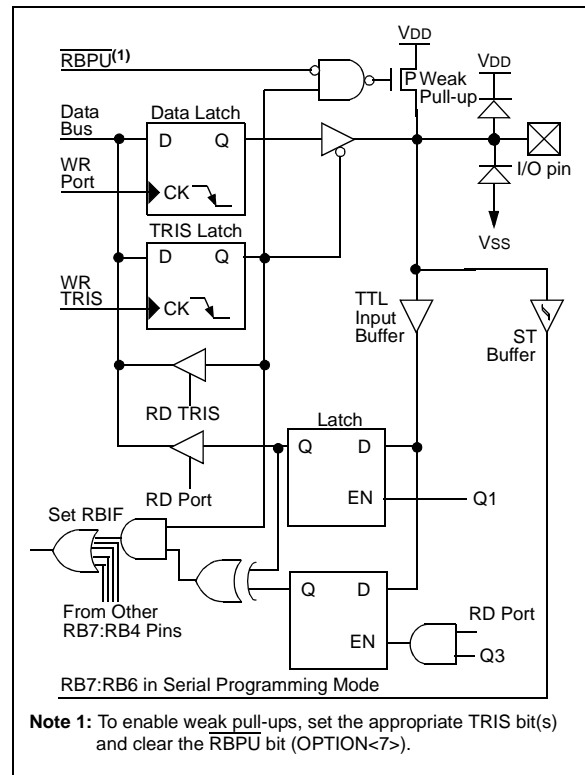 VDD
RBPU(1)
VDD
P Weak
Pull-up
Data
Bus
Data Latch
D Q
WR
Port
CK
I/O pin
TRIS Latch
VSS
D Q
WR
TRIS
CK
TTL
Input
Buffer
ST
Buffer
RD TRIS
Latch
Q D
RD Port
EN
Q1
Set RBIF
Q D
From Other
RB7:RB4 Pins
RD Port
EN
Q3
RB7:RB6 in Serial Programming Mode
Note 1: To enable weak pull-ups, set the appropriate TRIS bit(s)
and clear the RBPU bit (OPTION<7>).